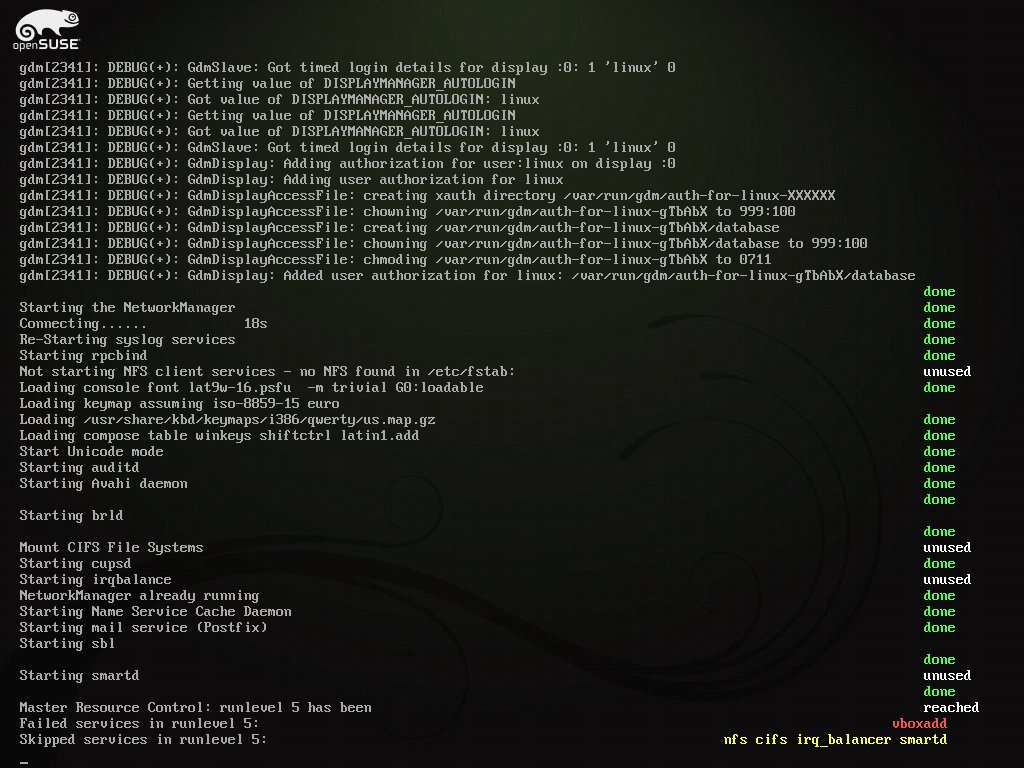 openSUSE
gdm[2341]: DEBUG(+): GdmSlave: Got timed login details for display :0: 1 'linux' 0
gdm[2341]: DEBUG(+): Getting value of DISPLAYMANAGER_AUTOLOGIN
gdm[2341]: DEBUG(+): Got value of DISPLAYMANAGER_AUTOLOGIN: linux
gdm[2341]: DEBUG(+): Getting value of DISPLAYMANAGER_AUTOLOGIN
gdm[2341]: DEBUG(+): Got value of DISPLAYMANAGER_AUTOLOGIN: linux
gdm[2341]: DEBUG(+): GdmSlave: Got timed login details for display :0: 1 'linux' 0
gdm[2341]: DEBUG(+): GdmDisplay: Adding authorization for user:linux on display :0
gdm[2341]: DEBUG(+): GdmDisplay: Adding user authorization for linux
gdm[2341]: DEBUG(+): GdmDisplayAccessFile: creating xauth directory /var/run/gdm/auth-for-linux-XXXXXX
gdm[2341]: DEBUG(+): GdmDisplayAccessFile: chowning /var/run/gdm/auth-for-linux-gTbAbX to 999:100
gdm[2341]: DEBUG(+): GdmDisplayAccessFile: creating /var/run/gdm/auth-for-linux-gTbAbX/database
gdm[2341]: DEBUG(+): GdmDisplayAccessFile: chowning /var/run/gdm/auth-for-linux-gTbAbX/database to 999:100
gdm[2341]: DEBUG(+): GdmDisplayAccessFile: chmoding /var/run/gdm/auth-for-linux-gTbAbX to 0711
gdm[2341]: DEBUG(+): GdmDisplay: Added user authorization for linux: /var/run/gdm/auth-for-linux-gTbAbX/database
done
Starting the NetworkManager done
Connecting...... 18s done
Re-Starting syslog services done
Starting rpcbind done
Not starting NFS client services - no NFS found in /etc/fstab: unused
Loading console font lat9w-16.psfu -m trivial G0:loadable done
Loading keymap assuming iso-8859-15 euro
Loading /usr/share/kbd/keymaps/i386/qwerty/us.map.gz done
Loading compose table winkeys shiftctrl latin1.add done
Start Unicode mode done
Starting auditd done
Starting Avahi daemon done
done
Starting brld
done
Mount CIFS File Systems unused
Starting cupsd done
Starting irqbalance unused
NetworkManager already running done
Starting Name Service Cache Daemon done
Starting mail service (Postfix) done
Starting sbl
done
Starting smartd unused
done
Master Resource Control: runlevel 5 has been reached
Failed services in runlevel 5: vboxadd
Skipped services in runlevel 5: nfs cifs irq_balancer smartd
_